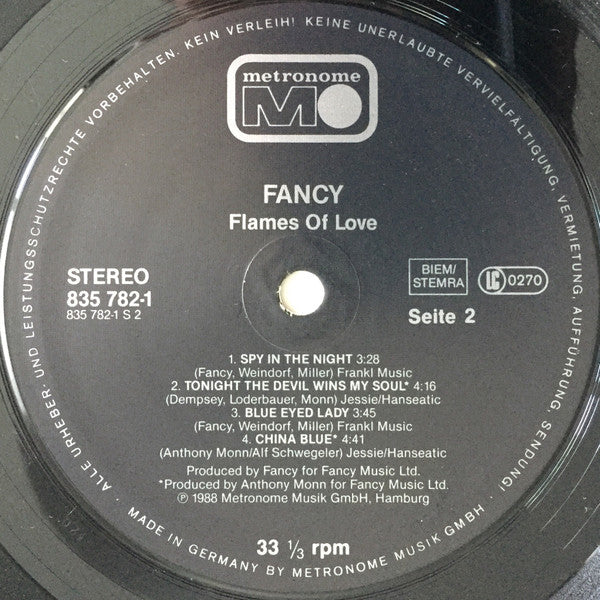 ALLE URHEBER- UND LEISTUNGSSCHUTZRECHTE VORBEHALTEN. KEIN VERLEIH! KEINE UNERLAUBTE VERVIELFÄLTIGUNG, VERMIETUNG, AUFFÜHRUNG, SENDUNG!
metronome
FANCY
Flames Of Love
STEREO
835 782-1
835 782-1 S 2
BIEM/
STEMRA
LC 0270
Seite 2
1. SPY IN THE NIGHT 3:28
(Fancy, Weindorf, Miller) Frankl Music
2. TONIGHT THE DEVIL WINS MY SOUL* 4:16
(Dempsey, Loderbauer, Monn) Jessie/Hanseatic
3. BLUE EYED LADY 3:45
(Fancy, Weindorf, Miller) Frankl Music
4. CHINA BLUE* 4:41
(Anthony Monn/Alf Schwegeler) Jessie/Hanseatic
Produced by Fancy for Fancy Music Ltd.
*Produced by Anthony Monn for Fancy Music Ltd.
℗ 1988 Metronome Musik GmbH, Hamburg
33 1/3 rpm
· MADE IN GERMANY BY METRONOME MUSIK GMBH ·